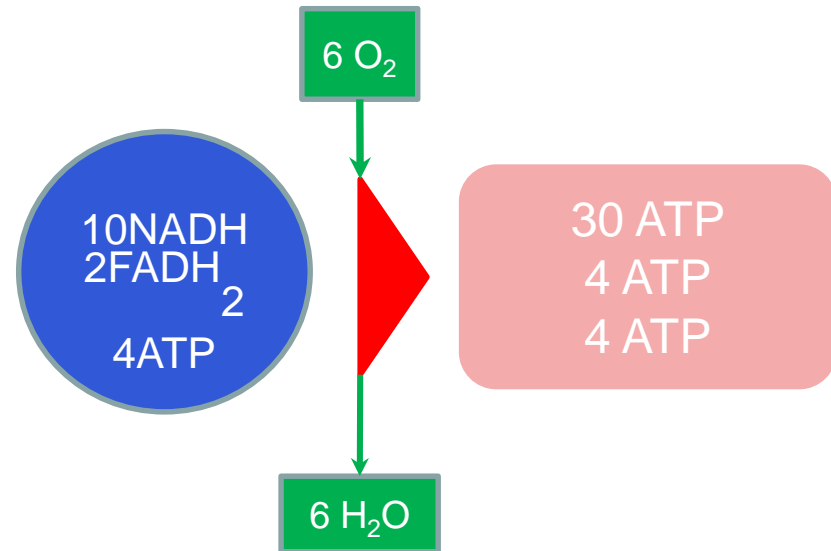 6 O₂
10NADH
2FADH₂
4ATP
30 ATP
4 ATP
4 ATP
6 H₂O